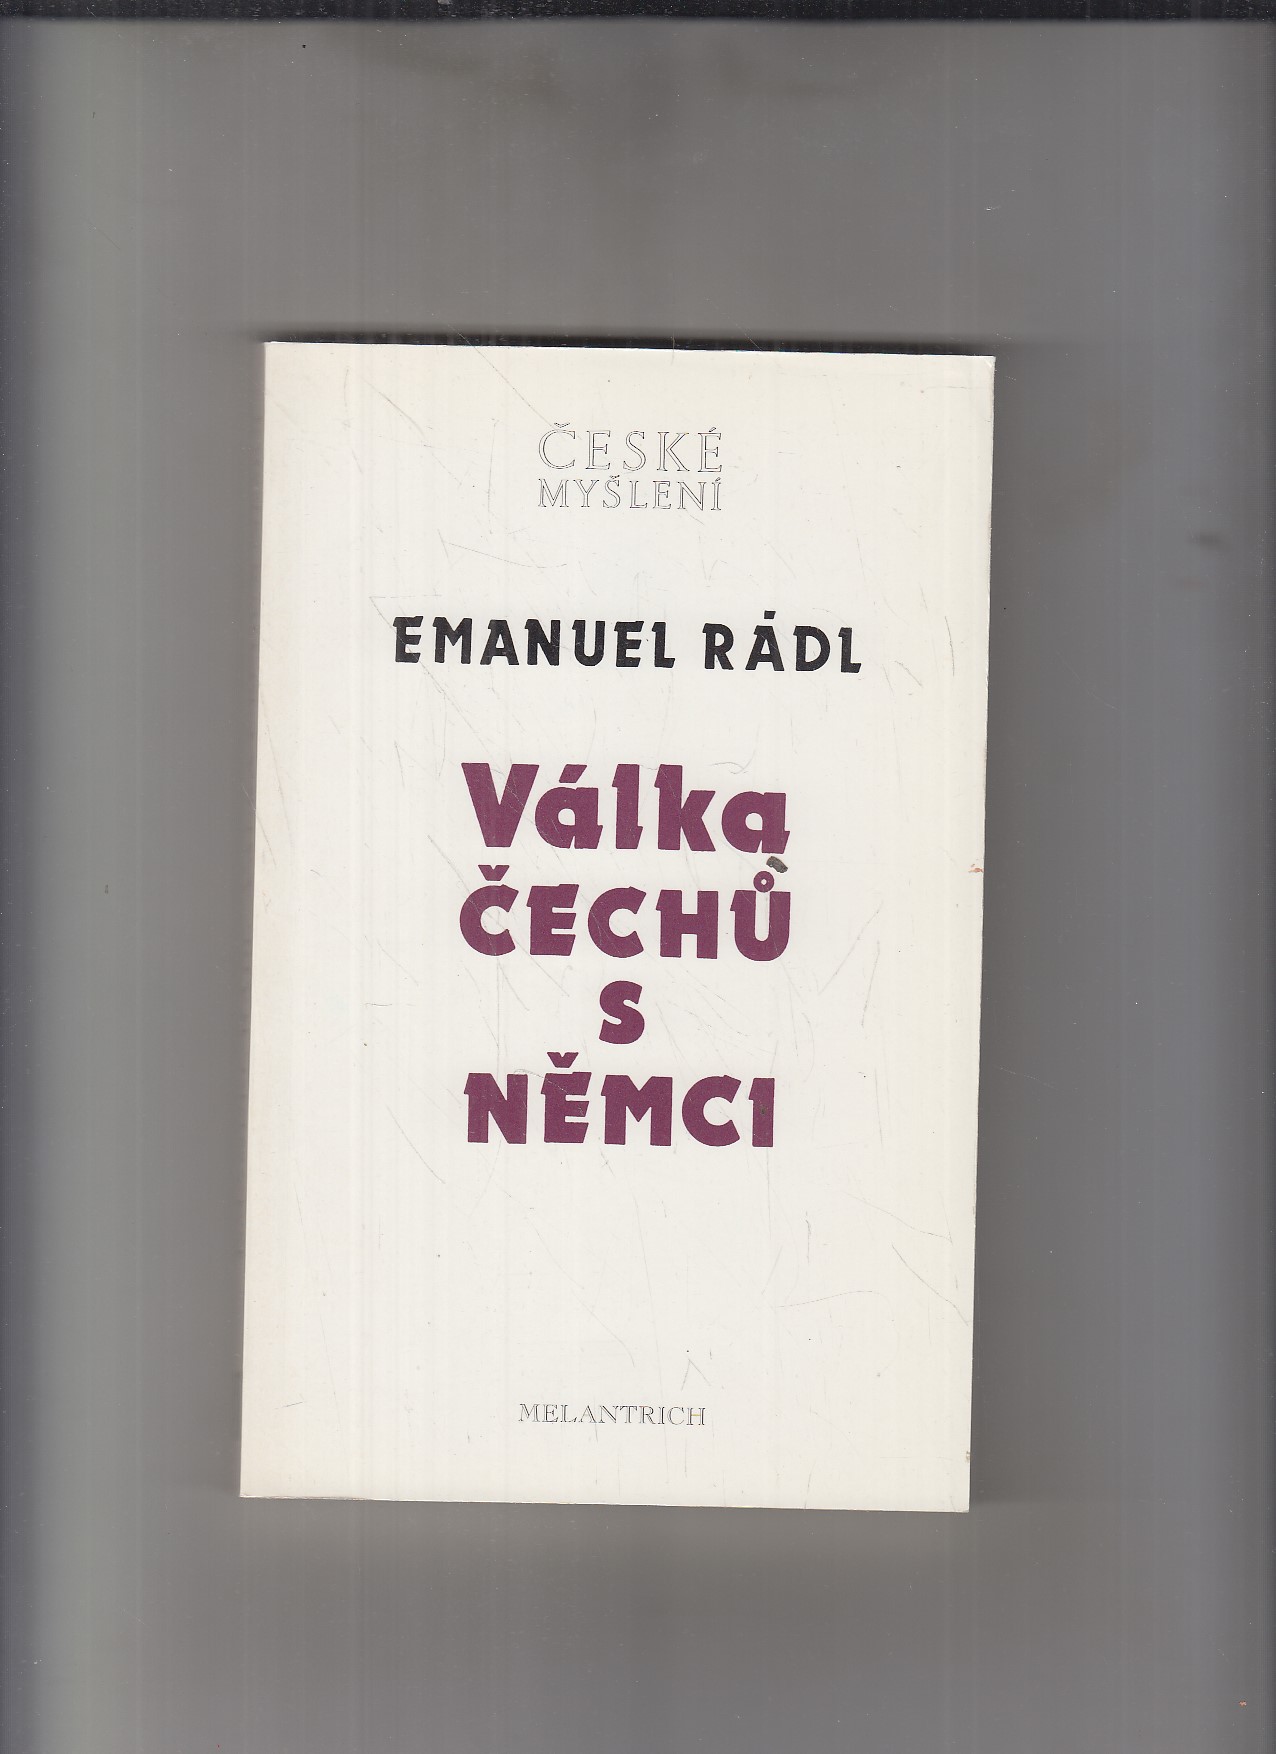 ČESKÉ
MYŠLENÍ
EMANUEL RÁDL
Válka
ČECHŮ
S
NĚMCI
MELANTRICH